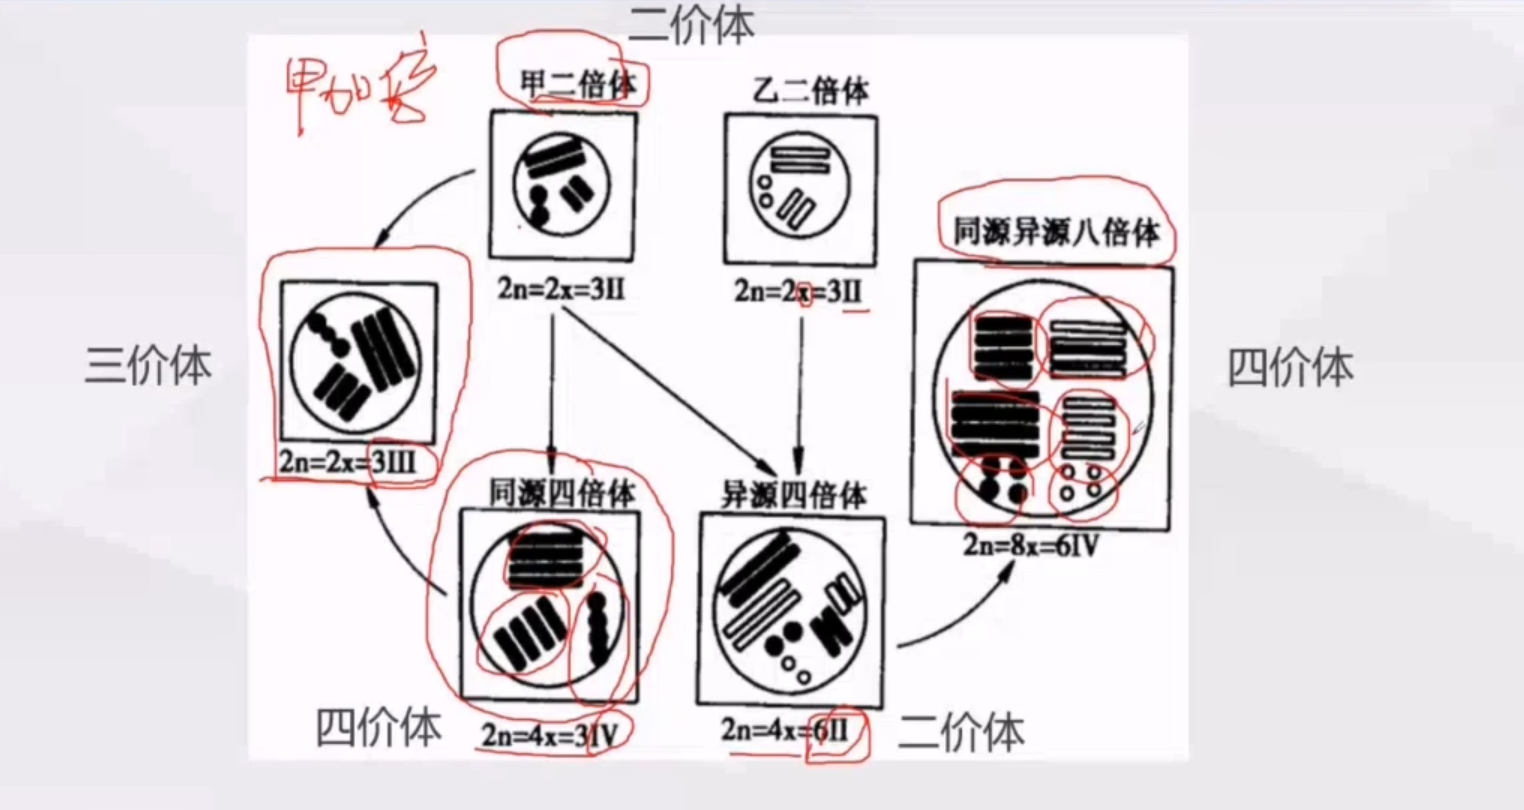 二价体
甲加倍
甲二倍体
乙二倍体
2n=2x=3II
2n=2x=3II
同源异源八倍体
三价体
四价体
2n=2x=3III
同源四倍体
异源四倍体
2n=8x=6IV
四价体
2n=4x=3IV
2n=4x=6II
二价体